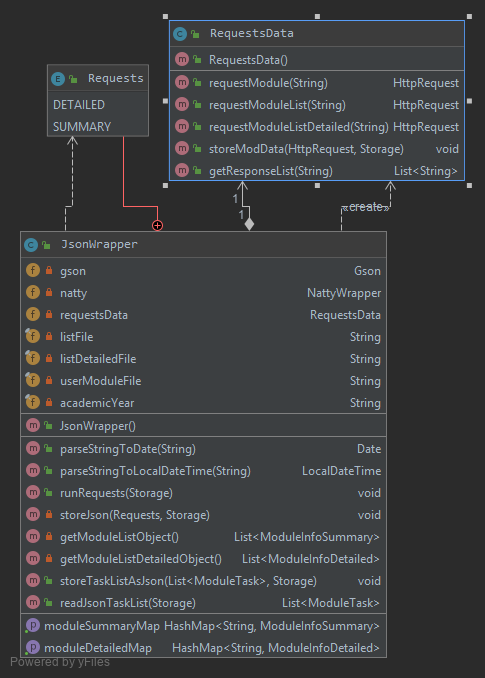 RequestsData
RequestsData()
requestModule(String) HttpRequest
requestModuleList(String) HttpRequest
requestModuleListDetailed(String) HttpRequest
storeModData(HttpRequest, Storage) void
getResponseList(String) List<String>
Requests
DETAILED
SUMMARY
1
1
«create»
JsonWrapper
gson Gson
natty NattyWrapper
requestsData RequestsData
listFile String
listDetailedFile String
userModuleFile String
academicYear String
JsonWrapper()
parseStringToDate(String) Date
parseStringToLocalDateTime(String) LocalDateTime
runRequests(Storage) void
storeJson(Requests, Storage) void
getModuleListObject() List<ModuleInfoSummary>
getModuleListDetailedObject() List<ModuleInfoDetailed>
storeTaskListAsJson(List<ModuleTask>, Storage) void
readJsonTaskList(Storage) List<ModuleTask>
moduleSummaryMap HashMap<String, ModuleInfoSummary>
moduleDetailedMap HashMap<String, ModuleInfoDetailed>
Powered by yFiles